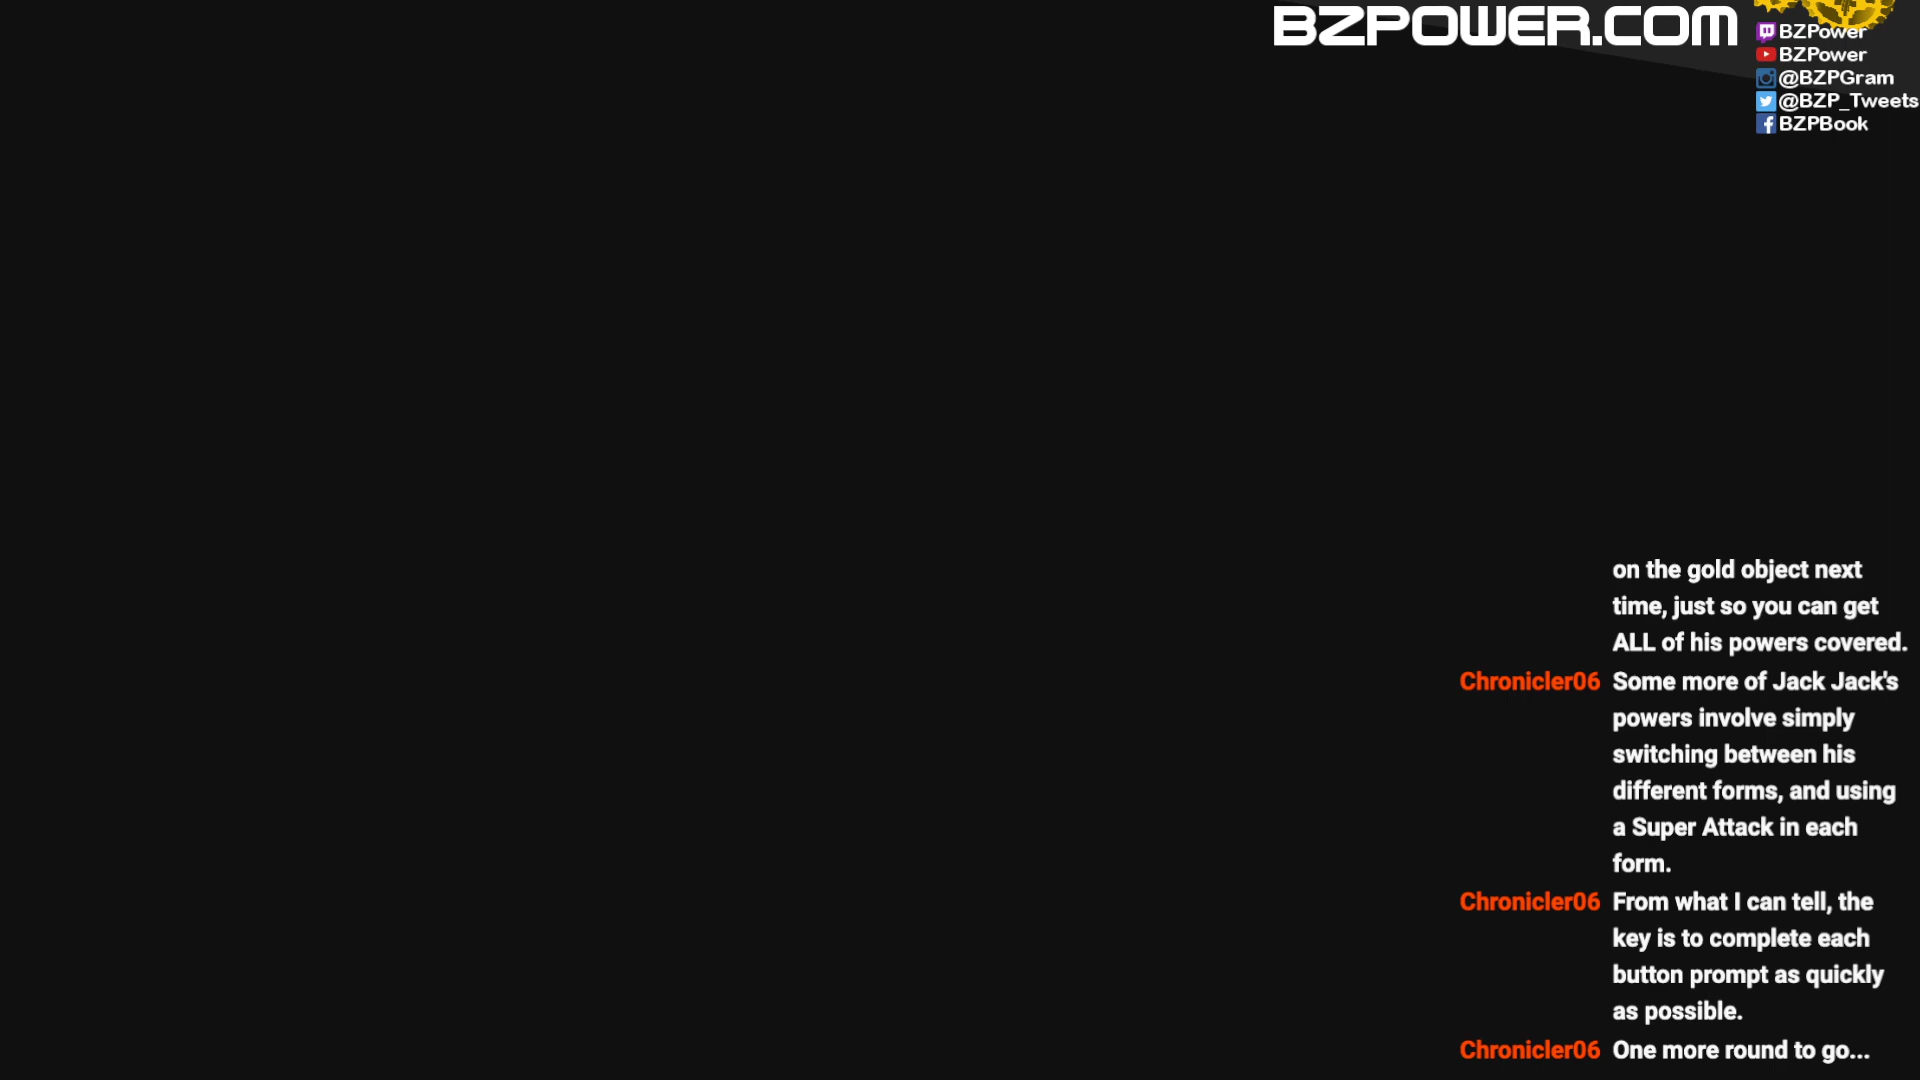 BZPOWER.COM
BZPower
BZPower
@BZPGram
@BZP_Tweets
BZPBook
on the gold object next
time, just so you can get
ALL of his powers covered.
Chronicler06 Some more of Jack Jack's
powers involve simply
switching between his
different forms, and using
a Super Attack in each
form.
Chronicler06 From what I can tell, the
key is to complete each
button prompt as quickly
as possible.
Chronicler06 One more round to go...